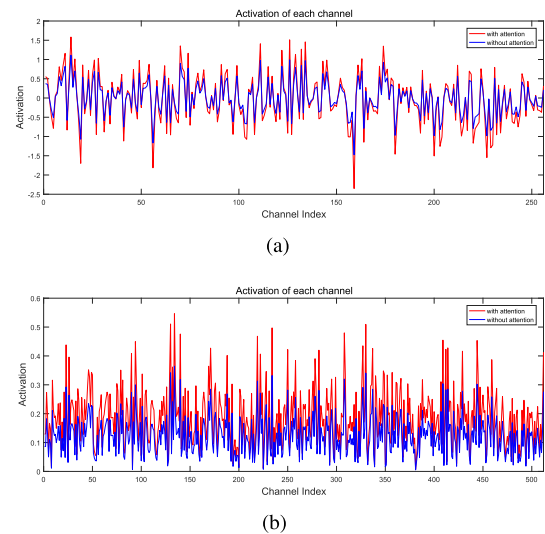 Activation of each channel
2
1.5
1
0.5
0
-0.5
-1
-1.5
-2
-2.5
Activation
with attention
without attention
0 50 100 150 200 250
Channel Index
(a)
Activation of each channel
0.6
0.5
0.4
0.3
0.2
0.1
0
Activation
with attention
without attention
0 50 100 150 200 250 300 350 400 450 500
Channel Index
(b)